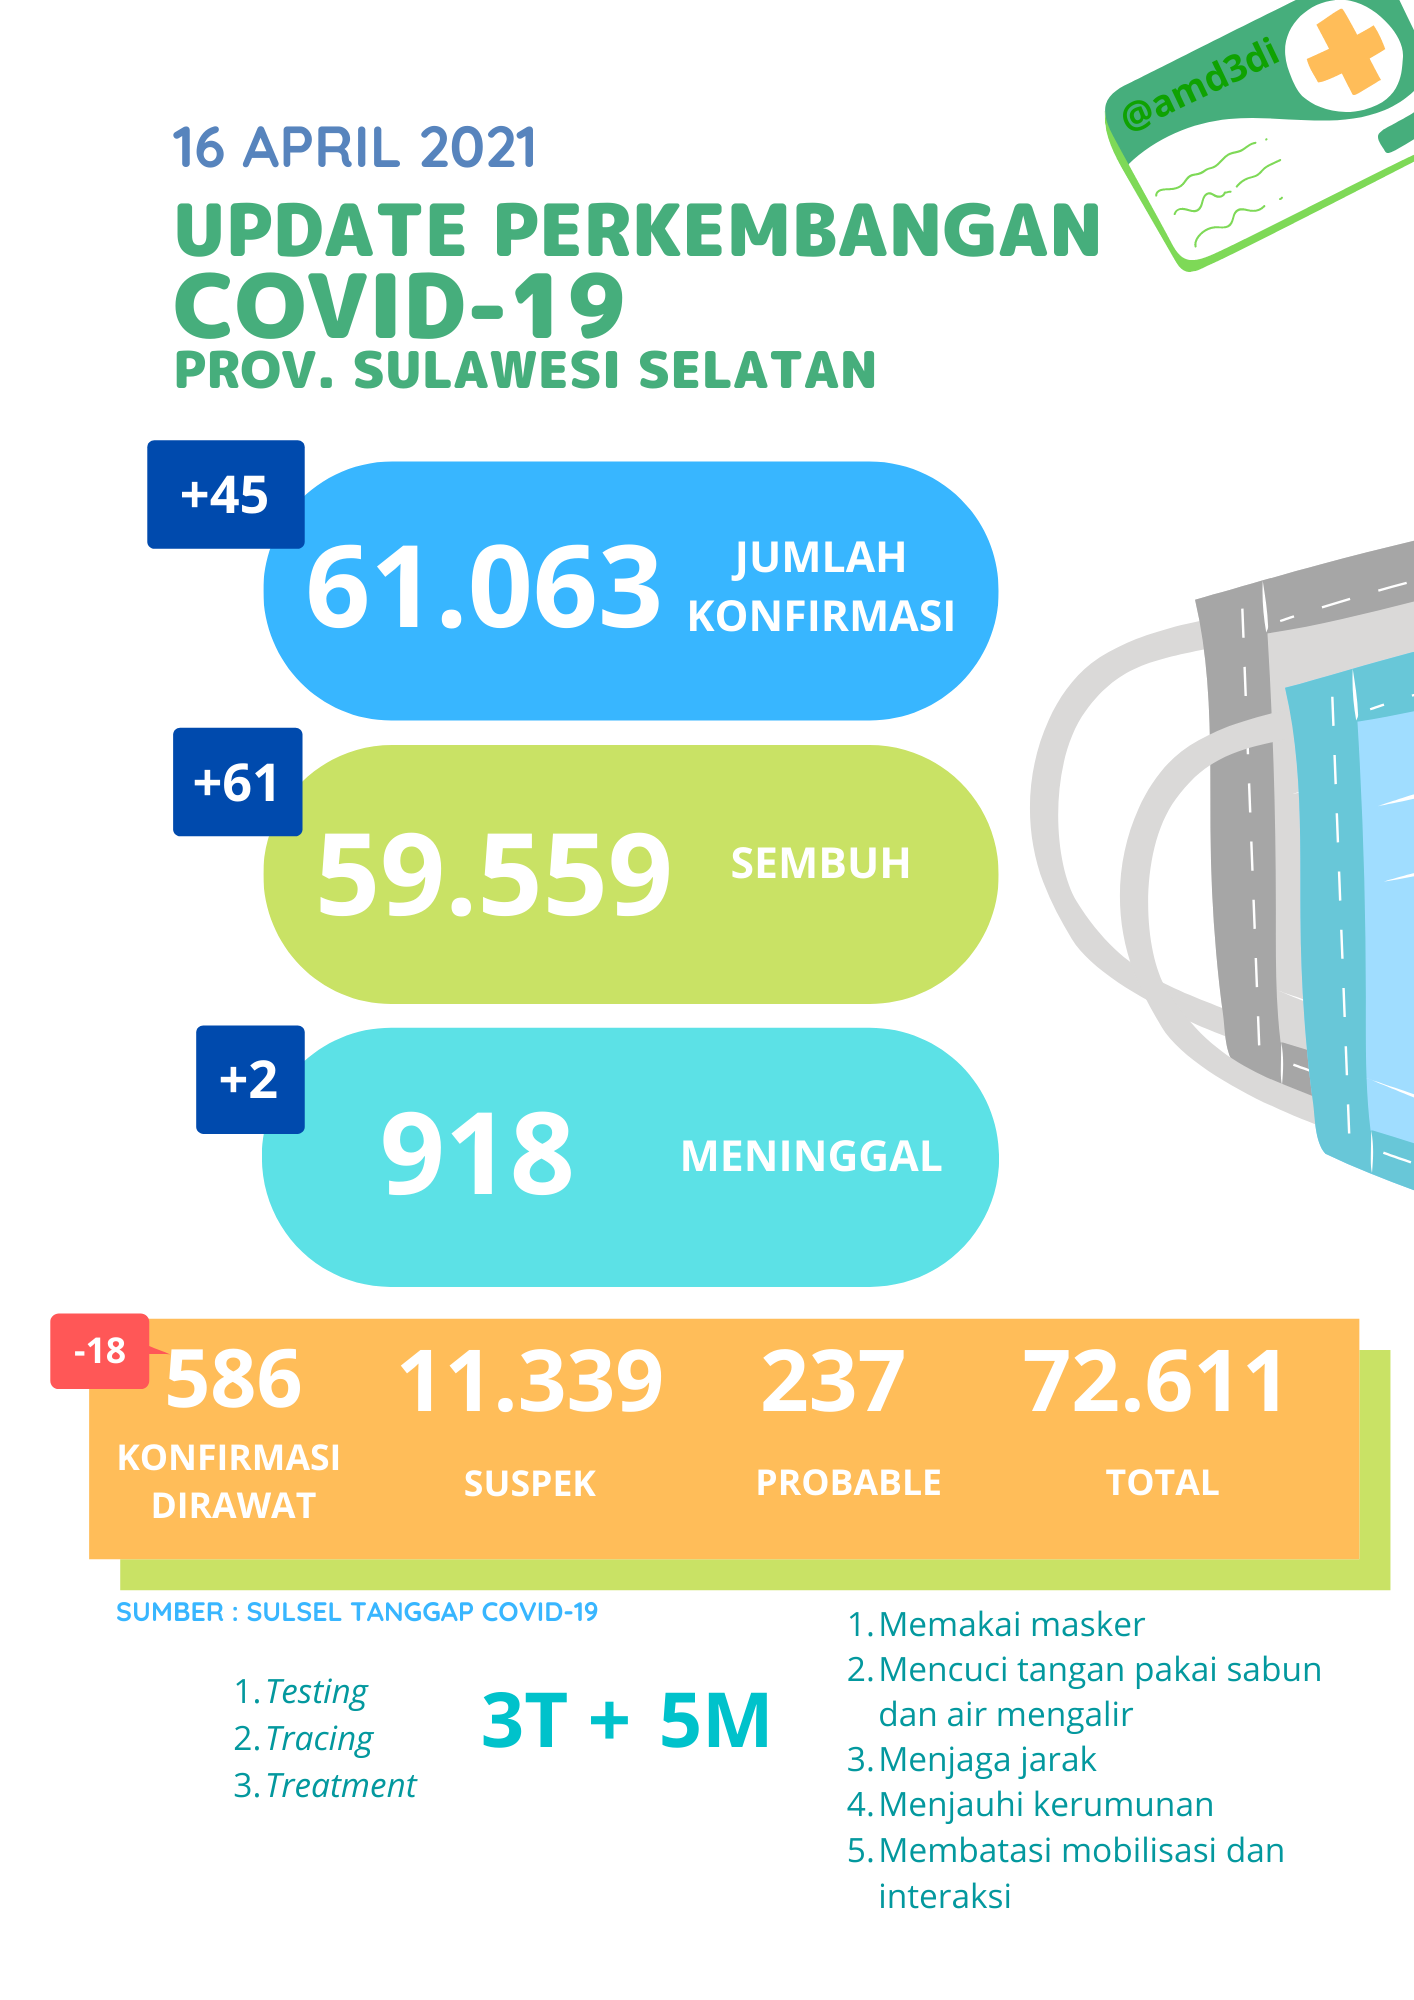 @amd3di
16 APRIL 2021
UPDATE PERKEMBANGAN
COVID-19
PROV. SULAWESI SELATAN
+45
61.063
JUMLAH
KONFIRMASI
+61
59.559
SEMBUH
+2
918
MENINGGAL
-18
586
KONFIRMASI
DIRAWAT
11.339
SUSPEK
237
PROBABLE
72.611
TOTAL
SUMBER : SULSEL TANGGAP COVID-19
1. Testing
2. Tracing
3. Treatment
3T + 5M
1. Memakai masker
2. Mencuci tangan pakai sabun
dan air mengalir
3. Menjaga jarak
4. Menjauhi kerumunan
5. Membatasi mobilisasi dan
interaksi